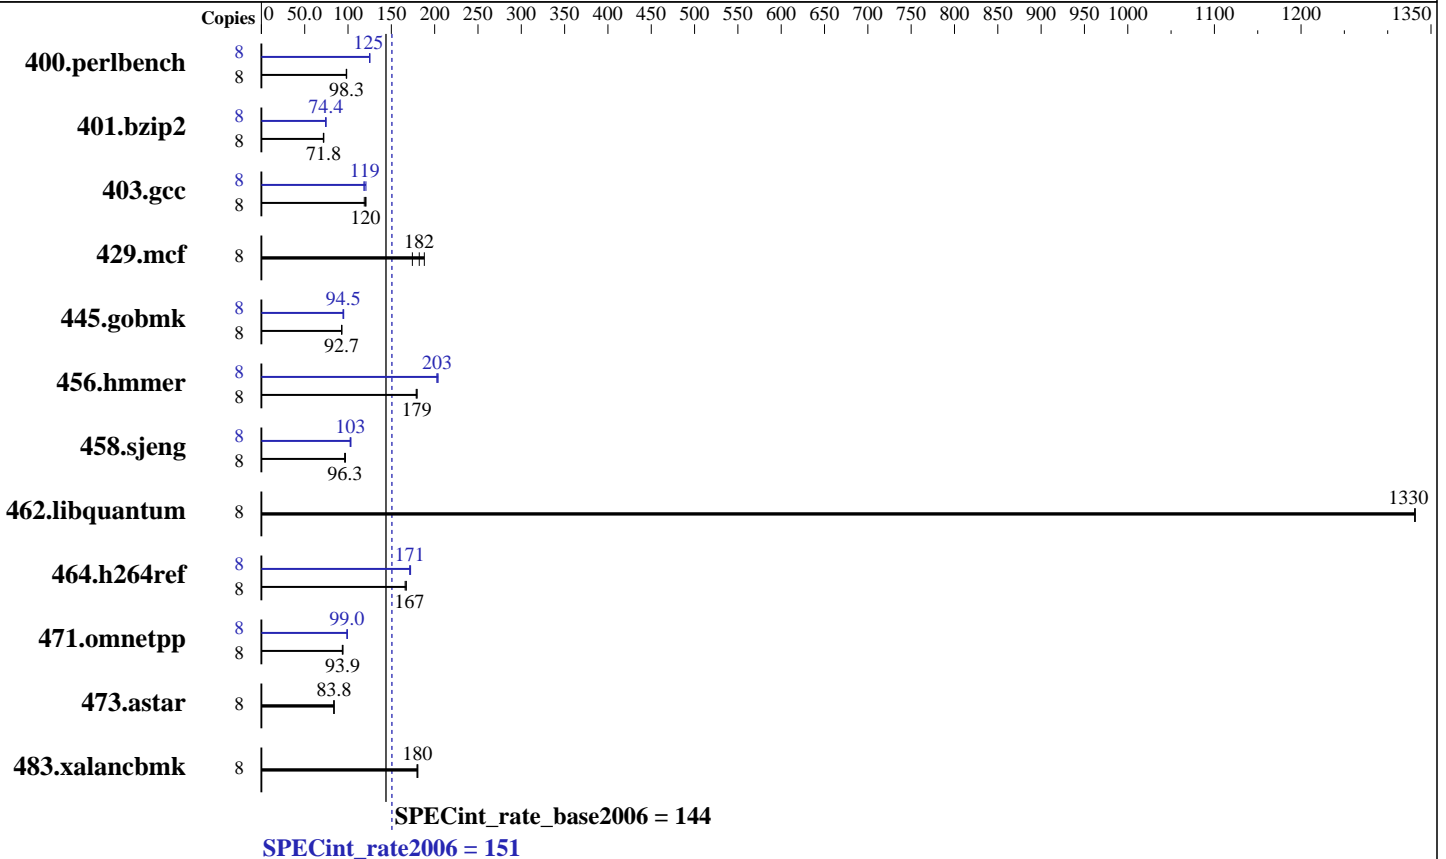 Copies 0 50.0 100 150 200 250 300 350 400 450 500 550 600 650 700 750 800 850 900 950 1000 1100 1200 1350
400.perlbench 8 125
8 98.3
401.bzip2 8 74.4
8 71.8
403.gcc 8 119
8 120
429.mcf 8 182
445.gobmk 8 94.5
8 92.7
456.hmmer 8 203
8 179
458.sjeng 8 103
8 96.3
462.libquantum 8 1330
464.h264ref 8 171
8 167
471.omnetpp 8 99.0
8 93.9
473.astar 8 83.8
483.xalancbmk 8 180
SPECint_rate_base2006 = 144
SPECint_rate2006 = 151